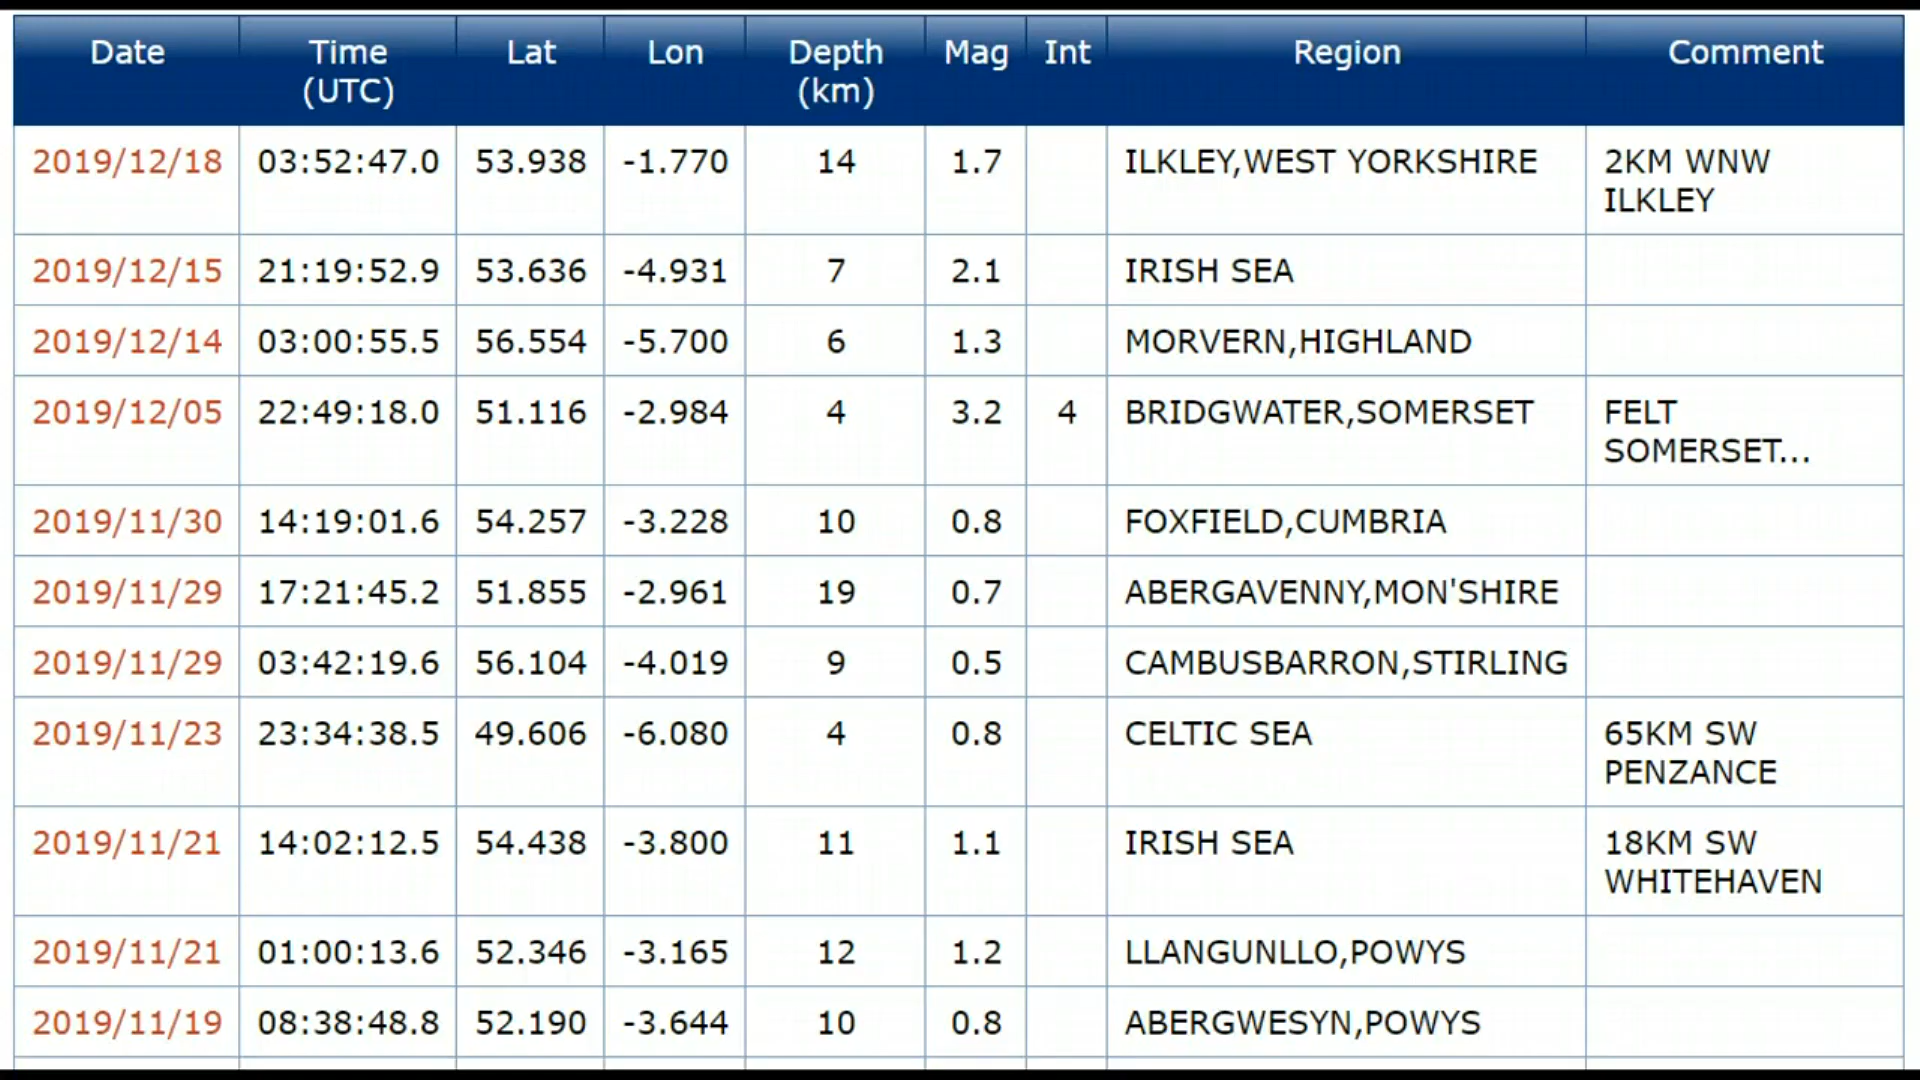 Date Time (UTC) Lat Lon Depth (km) Mag Int Region Comment
2019/12/18 03:52:47.0 53.938 -1.770 14 1.7 ILKLEY,WEST YORKSHIRE 2KM WNW ILKLEY
2019/12/15 21:19:52.9 53.636 -4.931 7 2.1 IRISH SEA
2019/12/14 03:00:55.5 56.554 -5.700 6 1.3 MORVERN,HIGHLAND
2019/12/05 22:49:18.0 51.116 -2.984 4 3.2 4 BRIDGWATER,SOMERSET FELT SOMERSET...
2019/11/30 14:19:01.6 54.257 -3.228 10 0.8 FOXFIELD,CUMBRIA
2019/11/29 17:21:45.2 51.855 -2.961 19 0.7 ABERGAVENNY,MON'SHIRE
2019/11/29 03:42:19.6 56.104 -4.019 9 0.5 CAMBUSBARRON,STIRLING
2019/11/23 23:34:38.5 49.606 -6.080 4 0.8 CELTIC SEA 65KM SW PENZANCE
2019/11/21 14:02:12.5 54.438 -3.800 11 1.1 IRISH SEA 18KM SW WHITEHAVEN
2019/11/21 01:00:13.6 52.346 -3.165 12 1.2 LLANGUNLLO,POWYS
2019/11/19 08:38:48.8 52.190 -3.644 10 0.8 ABERGWESYN,POWYS